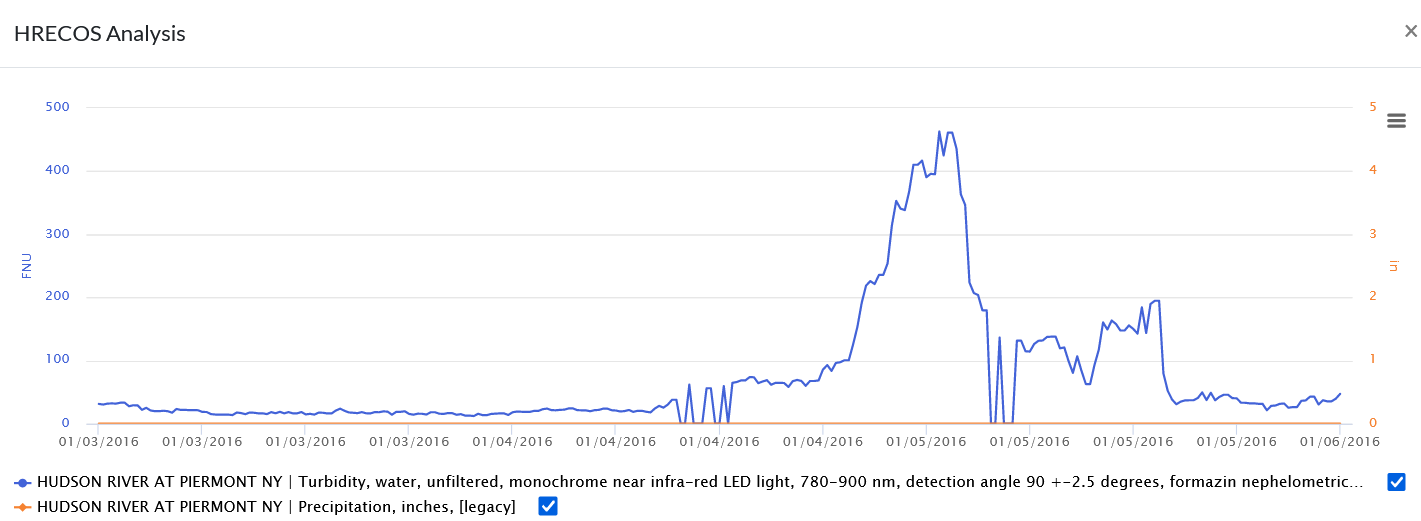 HRECOS Analysis ×
500 5
400 4
300 3
FNU in
200 2
100 1
0 0
01/03/2016 01/03/2016 01/03/2016 01/03/2016 01/04/2016 01/04/2016 01/04/2016 01/04/2016 01/05/2016 01/05/2016 01/05/2016 01/05/2016 01/06/2016
HUDSON RIVER AT PIERMONT NY | Turbidity, water, unfiltered, monochrome near infra-red LED light, 780-900 nm, detection angle 90 +-2.5 degrees, formazin nephelometric...
HUDSON RIVER AT PIERMONT NY | Precipitation, inches, [legacy]